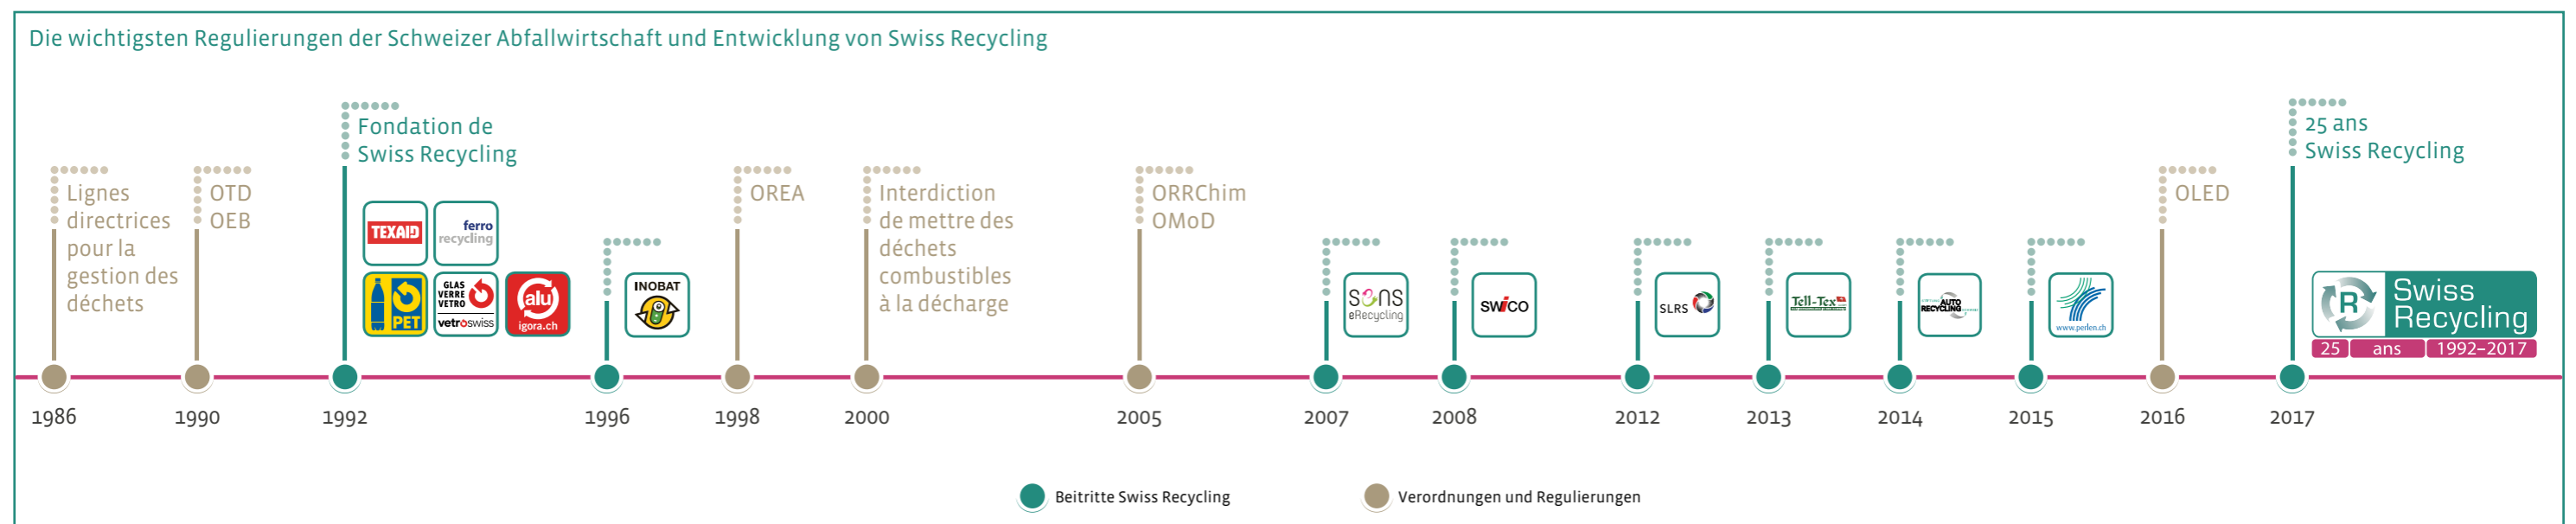 Die wichtigsten Regulierungen der Schweizer Abfallwirtschaft und Entwicklung von Swiss Recycling
Lignes
directrices
pour la
gestion des
déchets
OTD
OEB
Fondation de
Swiss Recycling
TEXAID
ferro
recycling
PET
GLAS
VERRE
VETRO
vetroswiss
alu
igora.ch
INOBAT
OREA
Interdiction
de mettre des
déchets
combustibles
à la décharge
ORRChim
OMoD
SENS
eRecycling
SWiCO
SLRS
Tell-Tex
AUTO
RECYCLING
www.perlen.ch
OLED
25 ans
Swiss Recycling
R
Swiss
Recycling
25 ans 1992–2017
1986 1990 1992 1996 1998 2000 2005 2007 2008 2012 2013 2014 2015 2016 2017
Beitritte Swiss Recycling
Verordnungen und Regulierungen